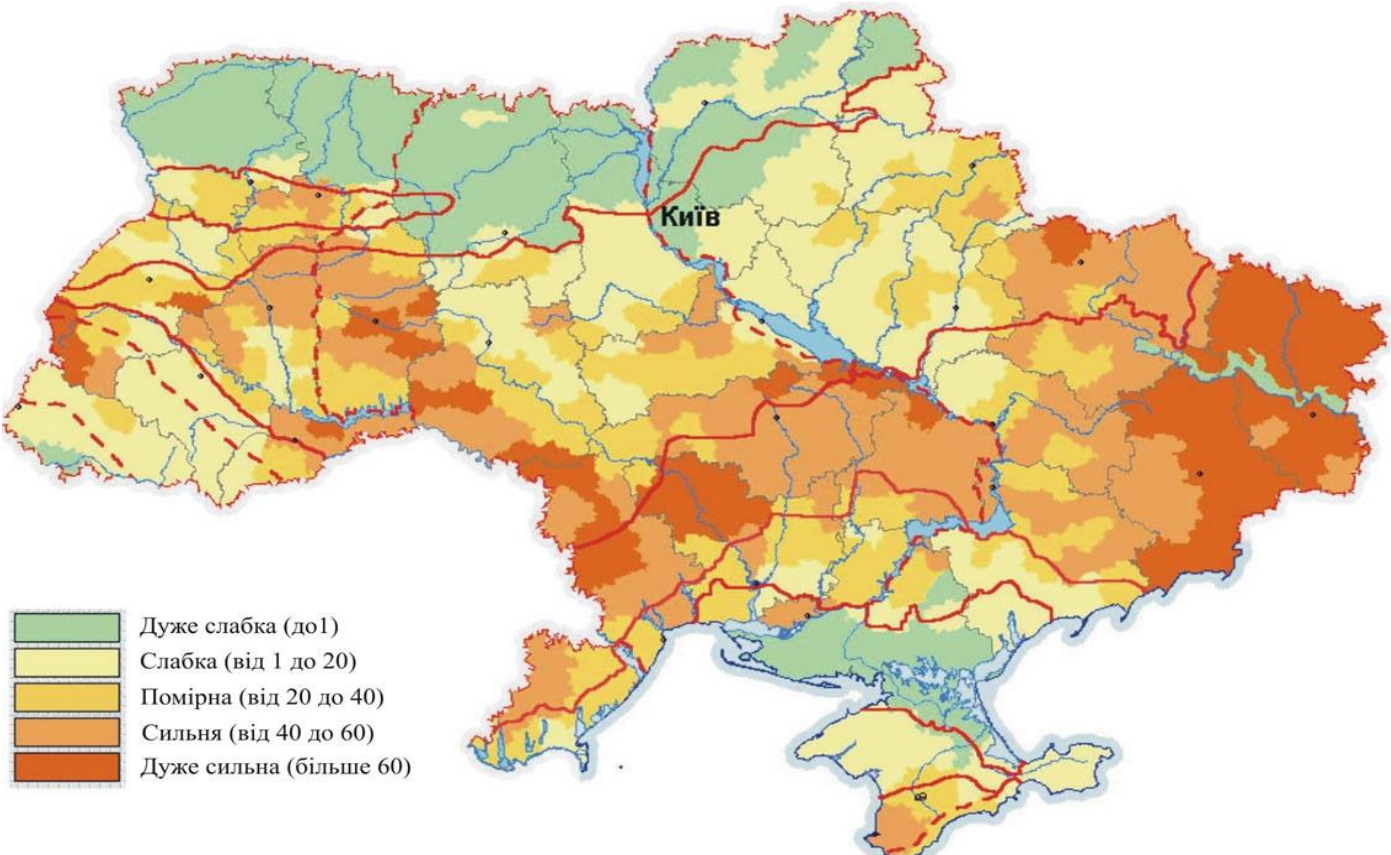 Київ
Дуже слабка (до1)
Слабка (від 1 до 20)
Помірна (від 20 до 40)
Сильня (від 40 до 60)
Дуже сильна (більше 60)